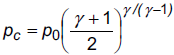 p_c = p_0 ( (γ + 1) / 2 )^{γ/(γ−1)}